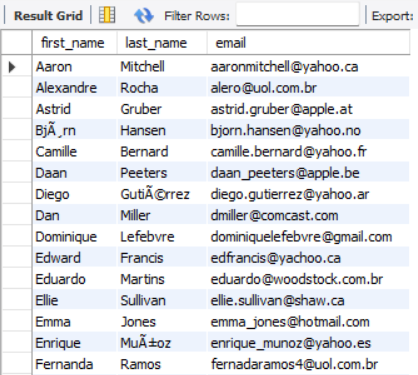 Result Grid Filter Rows: Export:
first_name last_name email
Aaron Mitchell aaronmitchell@yahoo.ca
Alexandre Rocha alero@uol.com.br
Astrid Gruber astrid.gruber@apple.at
BjÃ¸rn Hansen bjorn.hansen@yahoo.no
Camille Bernard camille.bernard@yahoo.fr
Daan Peeters daan_peeters@apple.be
Diego GutiÃ©rrez diego.gutierrez@yahoo.ar
Dan Miller dmiller@comcast.com
Dominique Lefebvre dominiquelefebvre@gmail.com
Edward Francis edfrancis@yachoo.ca
Eduardo Martins eduardo@woodstock.com.br
Ellie Sullivan ellie.sullivan@shaw.ca
Emma Jones emma_jones@hotmail.com
Enrique MuÃ±oz enrique_munoz@yahoo.es
Fernanda Ramos fernadaramos4@uol.com.br